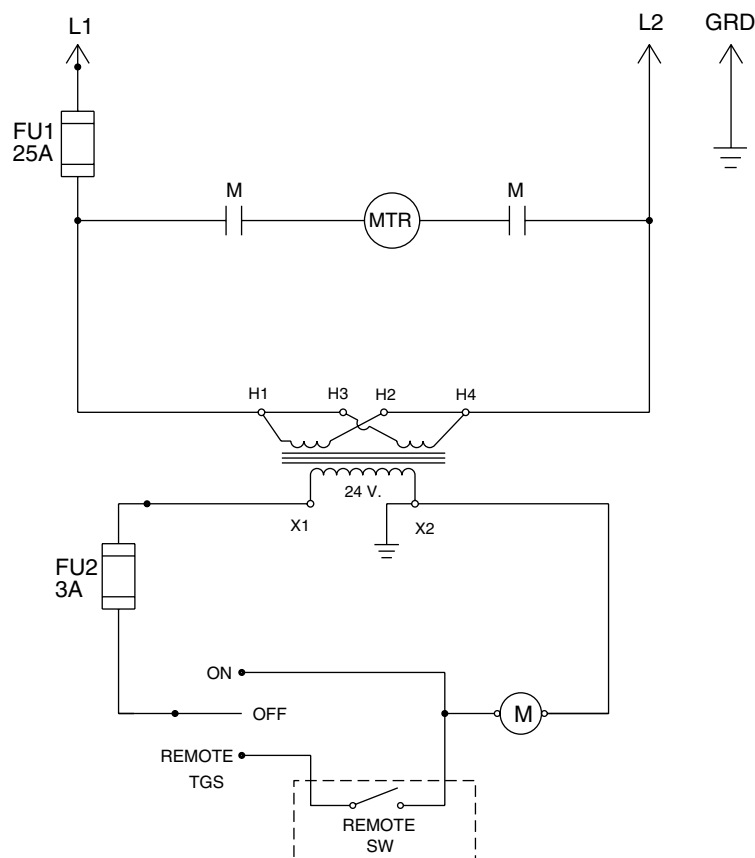 L1
L2
GRD
FU1
25A
M
MTR
M
H1
H3
H2
H4
24 V.
X1
X2
FU2
3A
ON
OFF
M
REMOTE
TGS
REMOTE
SW